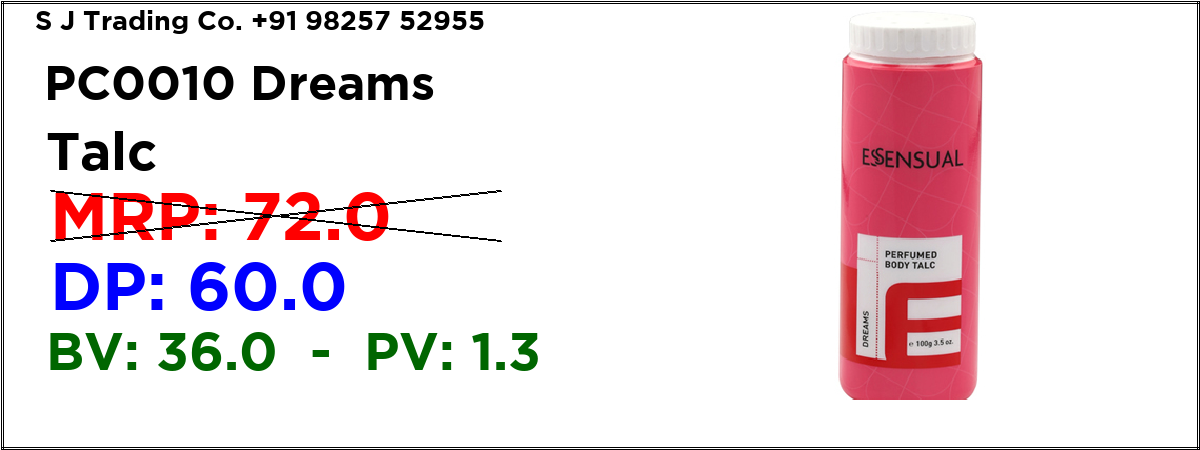 S J Trading Co. +91 98257 52955
PC0010 Dreams
Talc
MRP: 72.0
DP: 60.0
BV: 36.0 - PV: 1.3
ESSENSUAL
PERFUMED
BODY TALC
DREAMS
e 100g 3.5 oz.